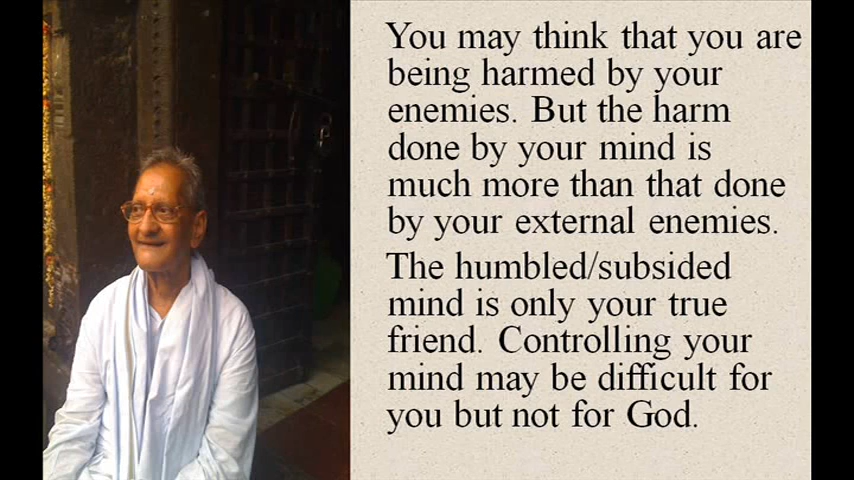 You may think that you are
being harmed by your
enemies. But the harm
done by your mind is
much more than that done
by your external enemies.
The humbled/subsided
mind is only your true
friend. Controlling your
mind may be difficult for
you but not for God.